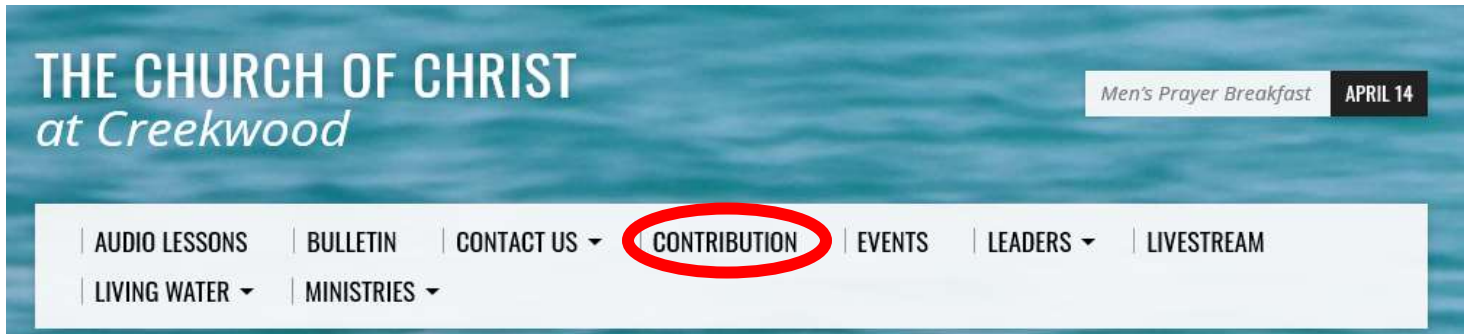 THE CHURCH OF CHRIST
at Creekwood
Men's Prayer Breakfast APRIL 14
AUDIO LESSONS BULLETIN CONTACT US CONTRIBUTION EVENTS LEADERS LIVESTREAM
LIVING WATER MINISTRIES